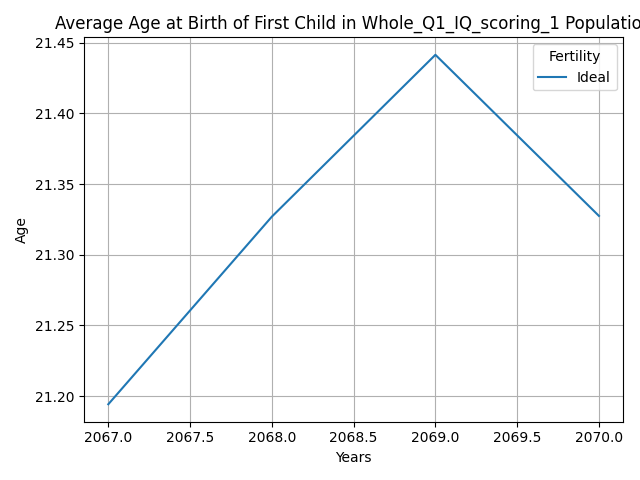 Average Age at Birth of First Child in Whole_Q1_IQ_scoring_1 Populatio
Fertility
Ideal
21.45
21.40
21.35
21.30
21.25
21.20
Age
2067.0 2067.5 2068.0 2068.5 2069.0 2069.5 2070.0
Years